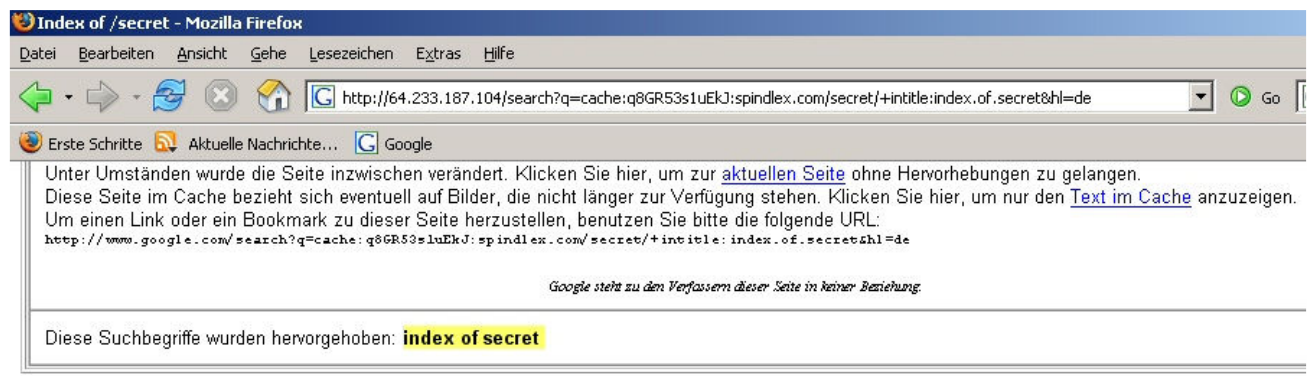 Index of /secret - Mozilla Firefox
Datei Bearbeiten Ansicht Gehe Lesezeichen Extras Hilfe
http://64.233.187.104/search?q=cache:q8GR53s1uEkJ:spindlex.com/secret/+intitle:index.of.secret&hl=de Go
Erste Schritte Aktuelle Nachrichte... Google
Unter Umständen wurde die Seite inzwischen verändert. Klicken Sie hier, um zur aktuellen Seite ohne Hervorhebungen zu gelangen.
Diese Seite im Cache bezieht sich eventuell auf Bilder, die nicht länger zur Verfügung stehen. Klicken Sie hier, um nur den Text im Cache anzuzeigen.
Um einen Link oder ein Bookmark zu dieser Seite herzustellen, benutzen Sie bitte die folgende URL:
http://www.google.com/search?q=cache:q8GR53s1uEkJ:spindlex.com/secret/+intitle:index.of.secret&hl=de
Google steht zu den Verfassern dieser Seite in keiner Beziehung.
Diese Suchbegriffe wurden hervorgehoben: index of secret